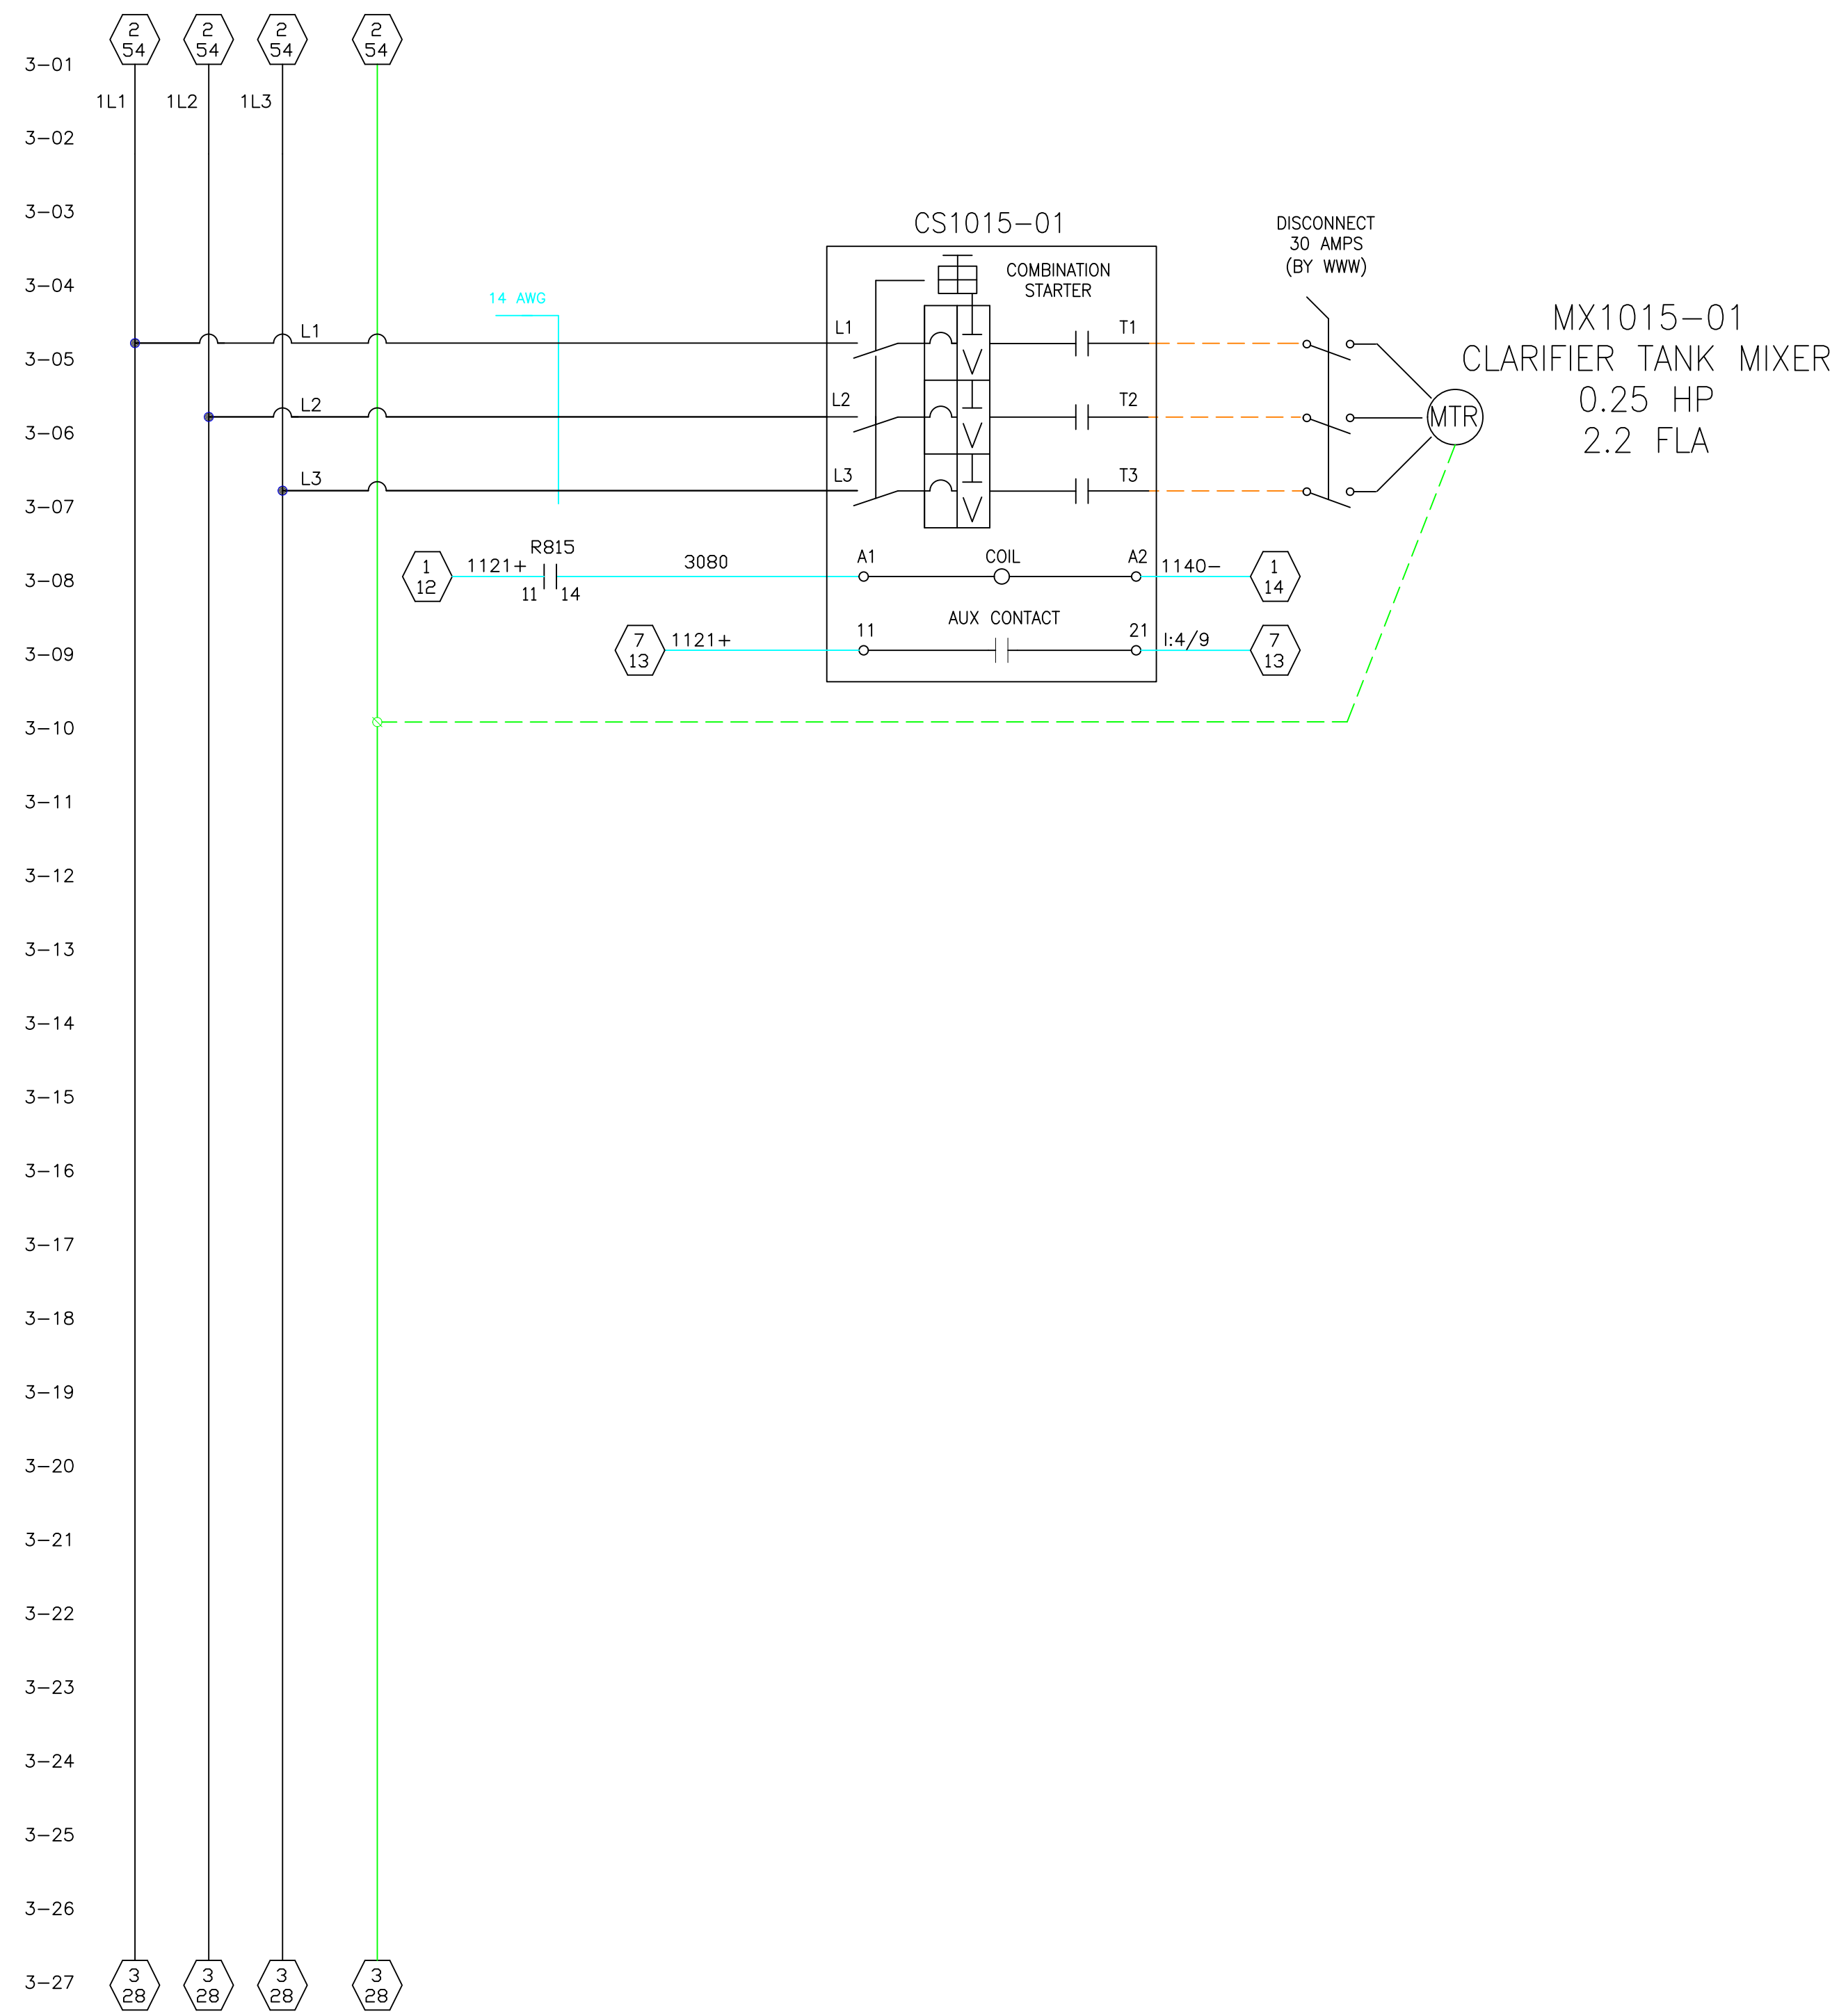 2 2 2 2
54 54 54 54
3-01
1L1 1L2 1L3
3-02
3-03
CS1015-01
DISCONNECT
30 AMPS
(BY WWW)
3-04
COMBINATION
STARTER
14 AWG
MX1015-01
CLARIFIER TANK MIXER
0.25 HP
2.2 FLA
L1 L1 T1
3-05
L2 L2 T2
3-06
MTR
L3 L3 T3
3-07
R815
1
12
1121+
11 14
3080
A1 COIL A2
1140-
1
14
3-08
AUX CONTACT
7
13
1121+
11 21
I:4/9
7
13
3-09
3-10
3-11
3-12
3-13
3-14
3-15
3-16
3-17
3-18
3-19
3-20
3-21
3-22
3-23
3-24
3-25
3-26
3-27
3 3 3 3
28 28 28 28